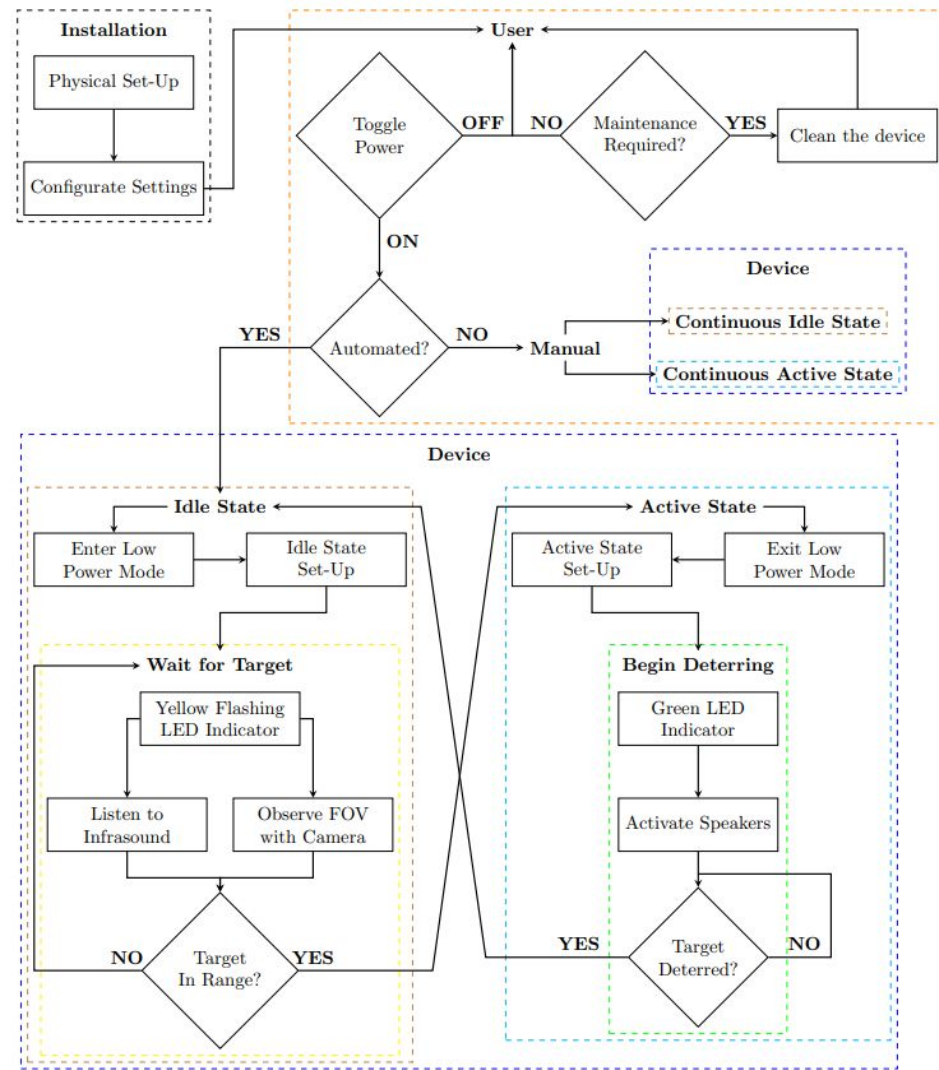 Installation
Physical Set-Up
Configurate Settings
User
Toggle
Power
OFF
NO
Maintenance
Required?
YES
Clean the device
ON
Automated?
YES
NO
Manual
Device
Continuous Idle State
Continuous Active State
Device
Idle State
Enter Low
Power Mode
Idle State
Set-Up
Wait for Target
Yellow Flashing
LED Indicator
Listen to
Infrasound
Observe FOV
with Camera
Target
In Range?
NO
YES
Active State
Active State
Set-Up
Exit Low
Power Mode
Begin Deterring
Green LED
Indicator
Activate Speakers
Target
Deterred?
YES
NO